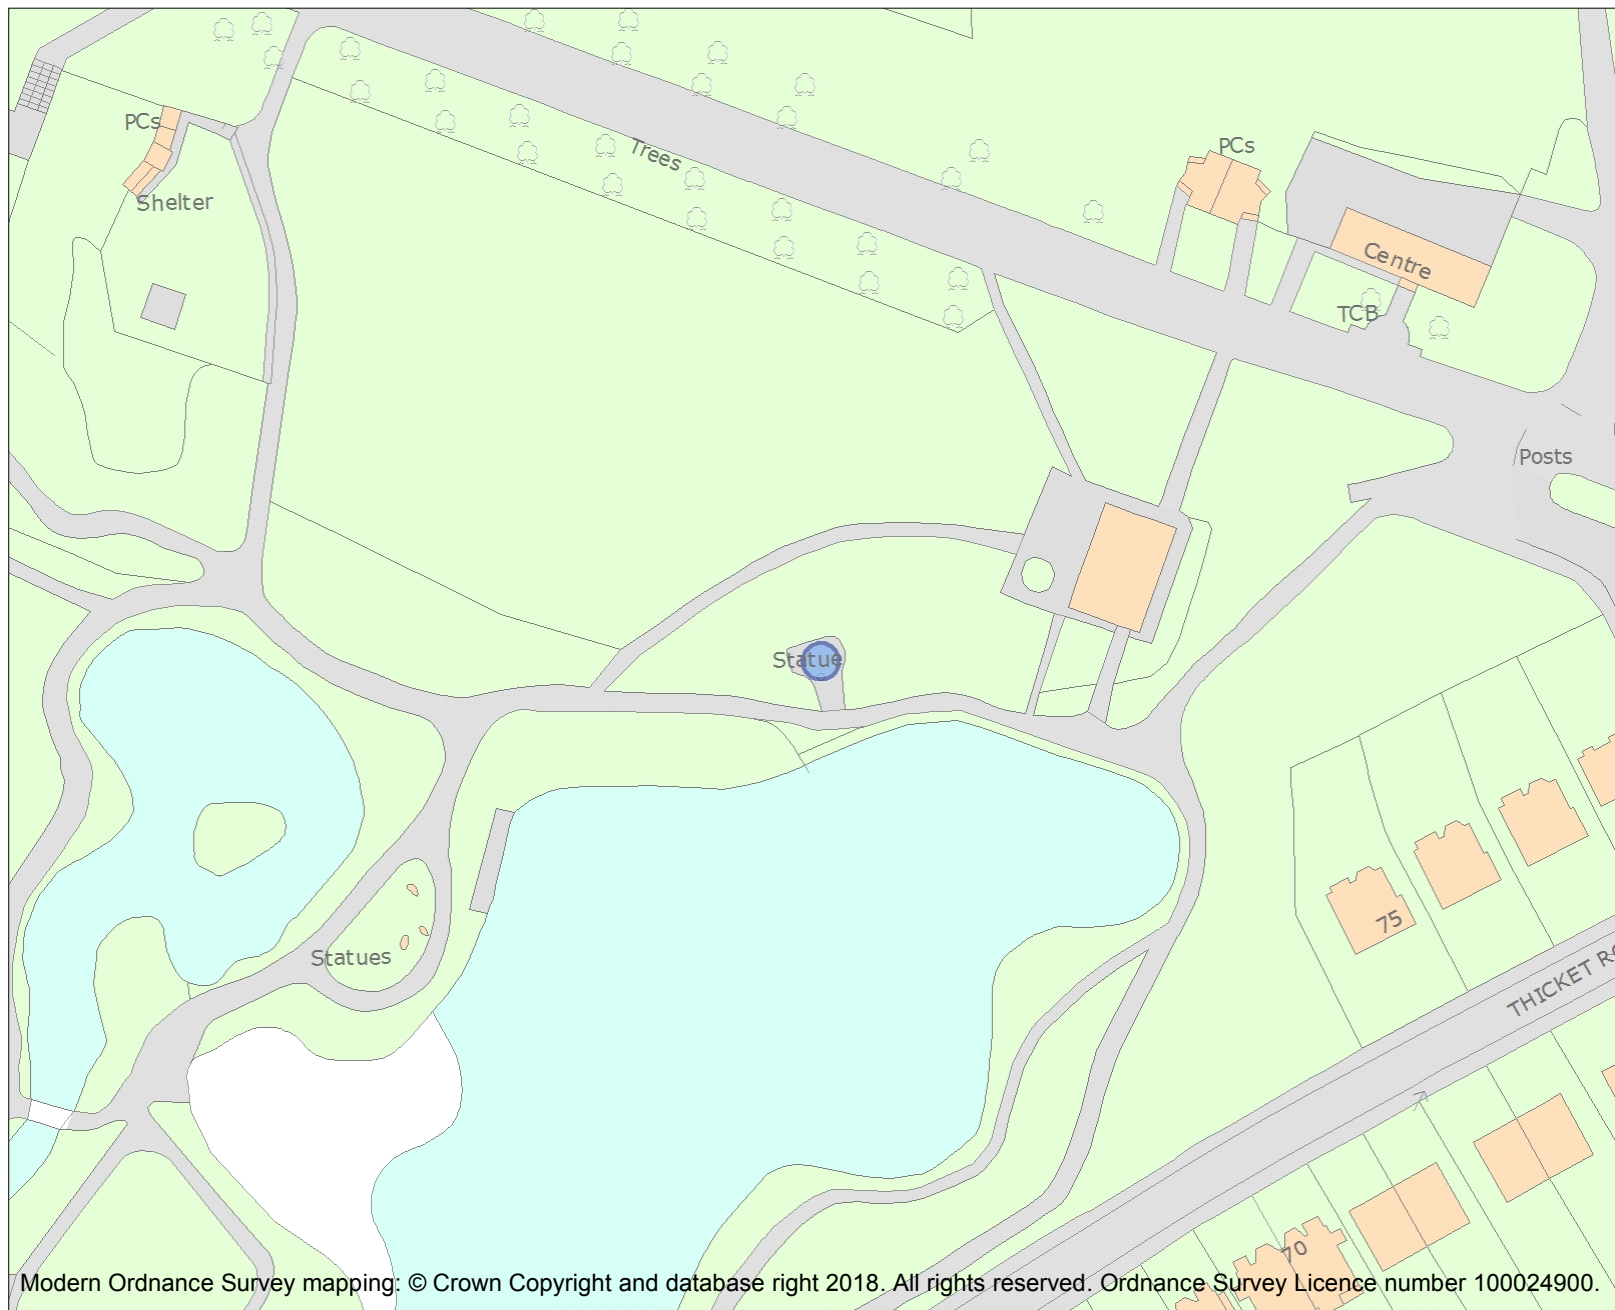 PCs
Shelter
Trees
PCs
Centre
TCB
Posts
Statue
Statues
75
THICKET RO
70
Modern Ordnance Survey mapping: © Crown Copyright and database right 2018. All rights reserved. Ordnance Survey Licence number 100024900.